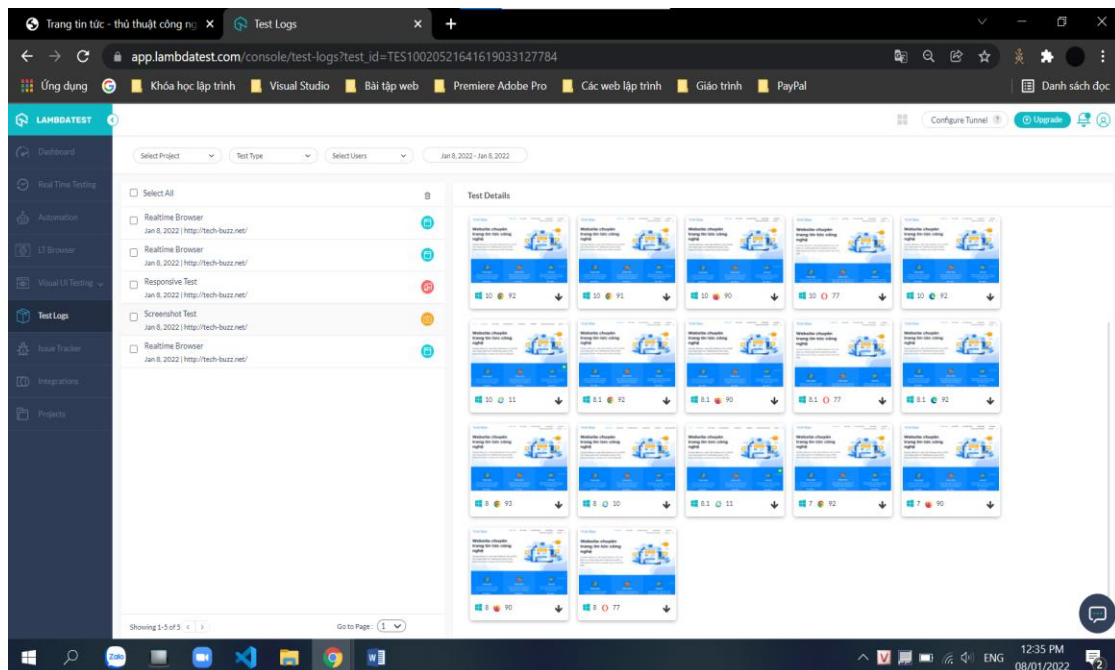 Trang tin tức - thủ thuật công ng
Test Logs
app.lambdatest.com/console/test-logs?test_id=TES10020521641619033127784
Ứng dụng
Khóa học lập trình
Visual Studio
Bài tập web
Premiere Adobe Pro
Các web lập trình
Giáo trình
PayPal
Danh sách đọc
LAMBDATEST
Configure Tunnel
Upgrade
Dashboard
Real Time Testing
Automation
LT Browser
Visual UI Testing
Test Logs
Issue Tracker
Integrations
Projects
Select Project
Test Type
Select Users
Jan 8, 2022 - Jan 8, 2022
Select All
Realtime Browser
Jan 8, 2022 | http://tech-buzz.net/
Realtime Browser
Jan 8, 2022 | http://tech-buzz.net/
Responsive Test
Jan 8, 2022 | http://tech-buzz.net/
Screenshot Test
Jan 8, 2022 | http://tech-buzz.net/
Realtime Browser
Jan 8, 2022 | http://tech-buzz.net/
Showing 1-5 of 5
Go to Page: 1
Test Details
Website chuyên
trang tin tức công
nghệ
10 92
10 91
10 90
10 77
10 92
10 11
8.1 92
8.1 90
8.1 77
8.1 92
8 93
8 10
8.1 11
7 92
7 90
8 90
8 77
Zalo
ENG
12:35 PM
08/01/2022